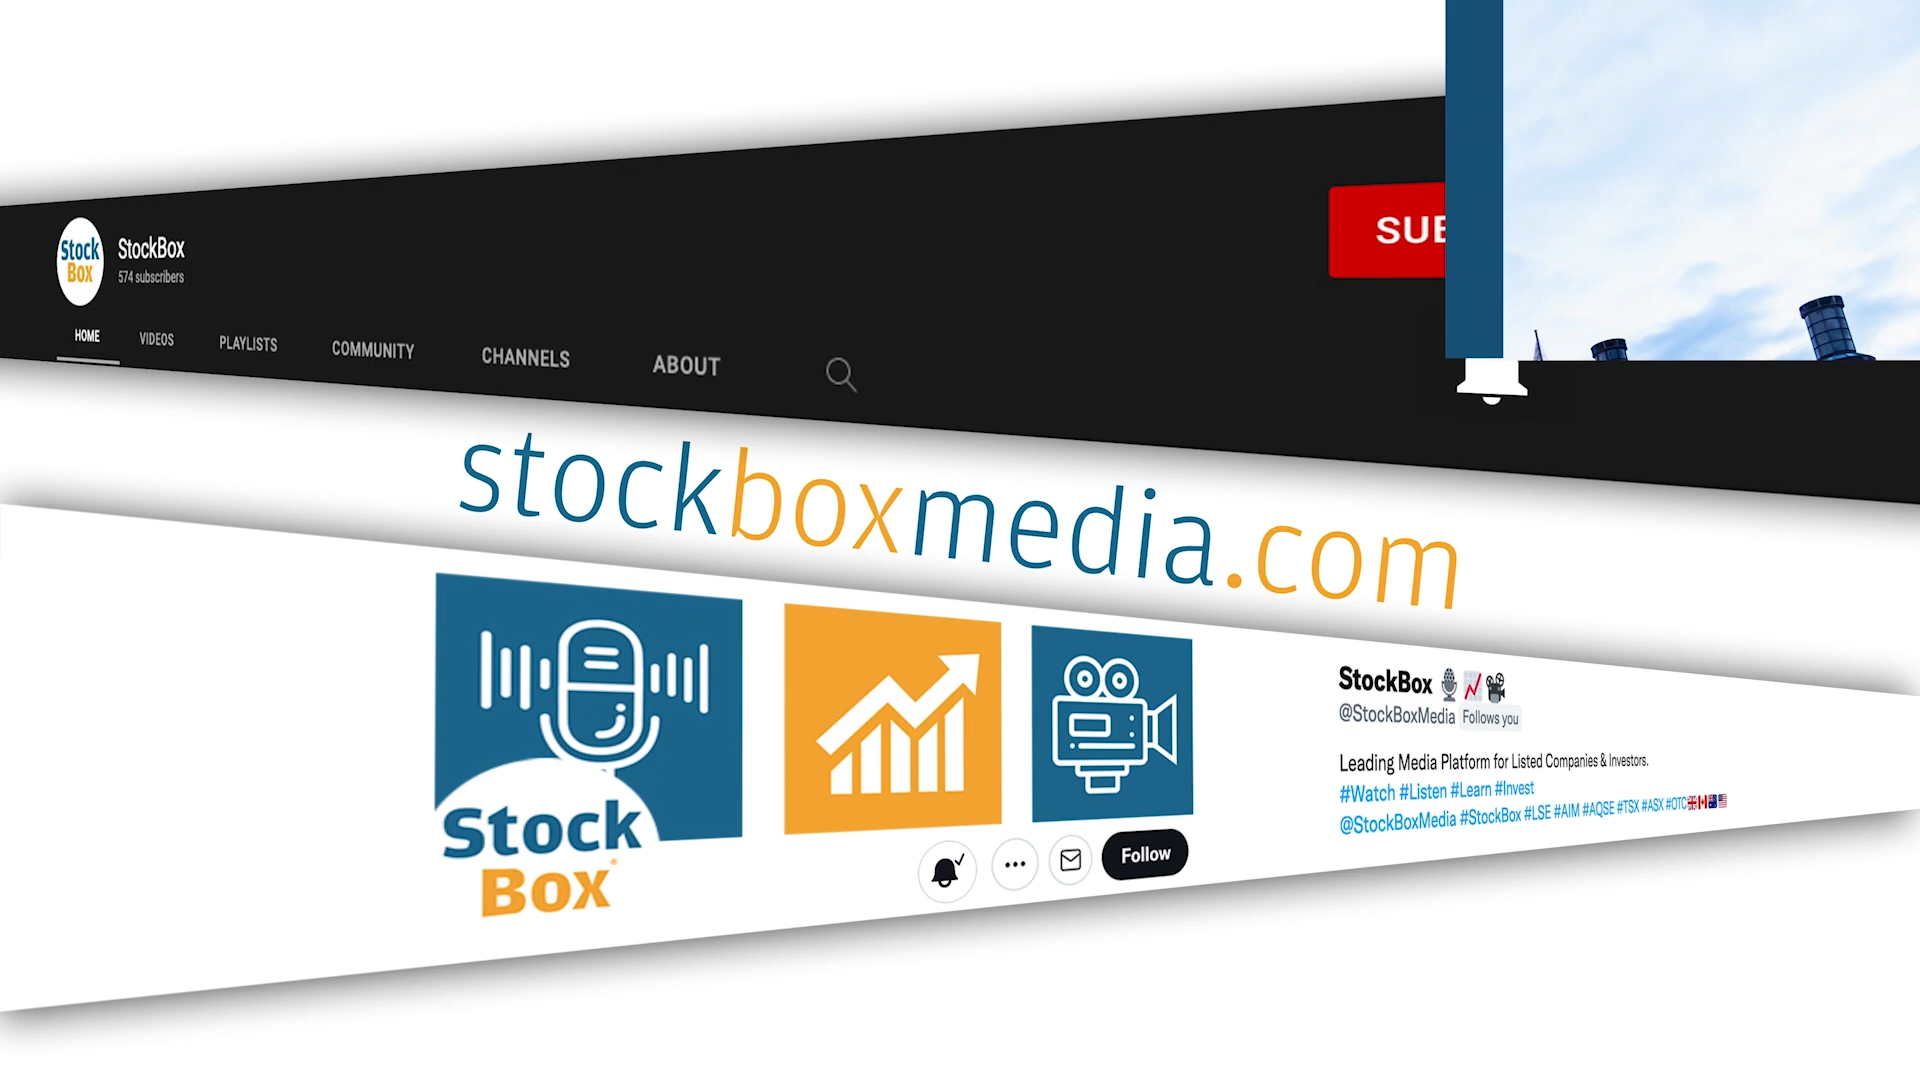 Stock
Box
StockBox
574 subscribers
SUB
HOME VIDEOS PLAYLISTS COMMUNITY CHANNELS ABOUT
stockboxmedia.com
Stock
Box
Follow
StockBox
@StockBoxMedia Follows you
Leading Media Platform for Listed Companies & Investors.
#Watch #Listen #Learn #Invest
@StockBoxMedia #StockBox #LSE #AIM #AQSE #TSX #ASX #OTC🇬🇧🇨🇦🇦🇺🇺🇸